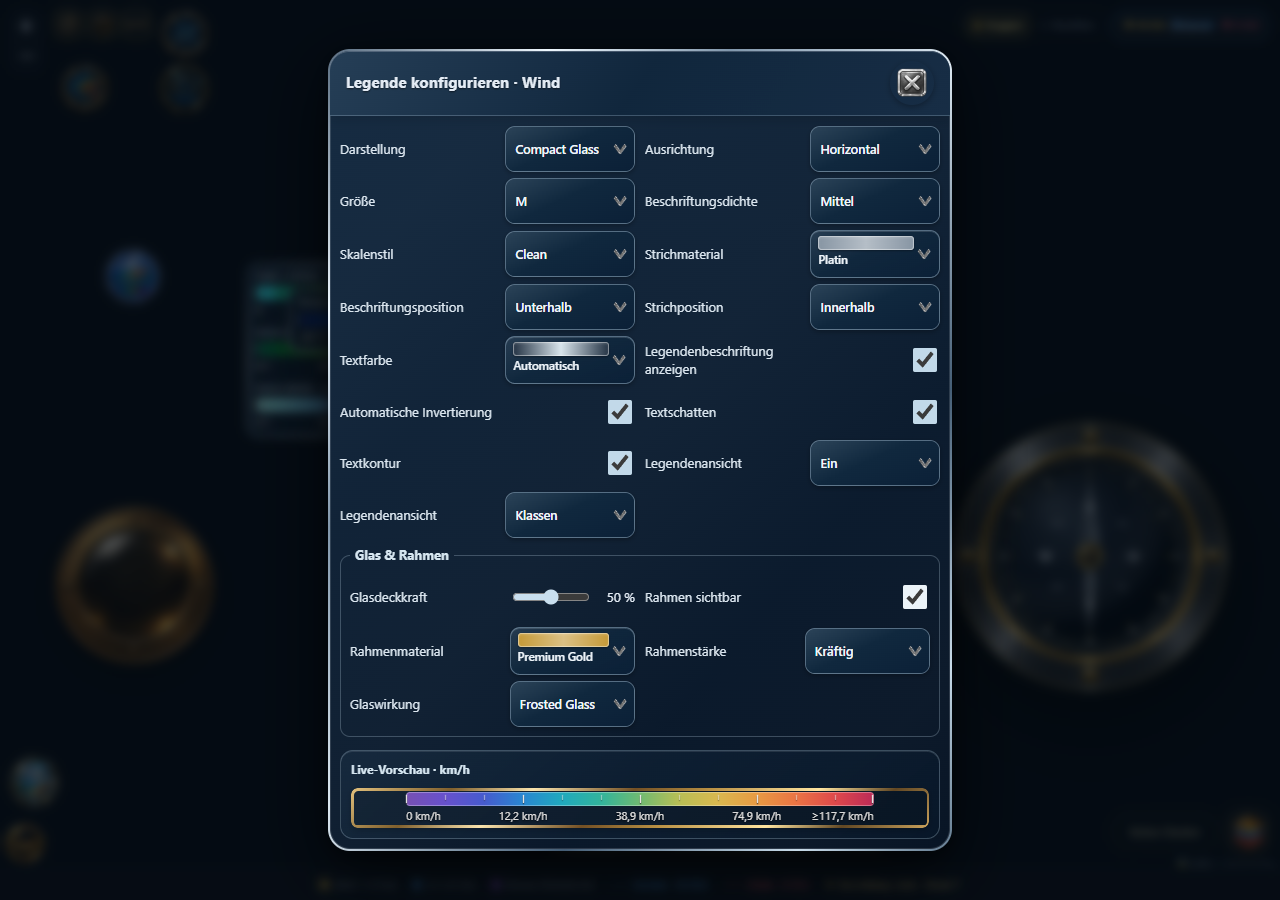 Legende konfigurieren · Wind
Darstellung Compact Glass Ausrichtung Horizontal
Größe M Beschriftungsdichte Mittel
Skalenstil Clean Strichmaterial Platin
Beschriftungsposition Unterhalb Strichposition Innerhalb
Textfarbe Automatisch Legendenbeschriftung
anzeigen
Automatische Invertierung Textschatten
Textkontur Legendenansicht Ein
Legendenansicht Klassen
Glas & Rahmen
Glasdeckkraft 50 % Rahmen sichtbar
Rahmenmaterial Premium Gold Rahmenstärke Kräftig
Glaswirkung Frosted Glass
Live-Vorschau · km/h
0 km/h 12,2 km/h 38,9 km/h 74,9 km/h ≥117,7 km/h